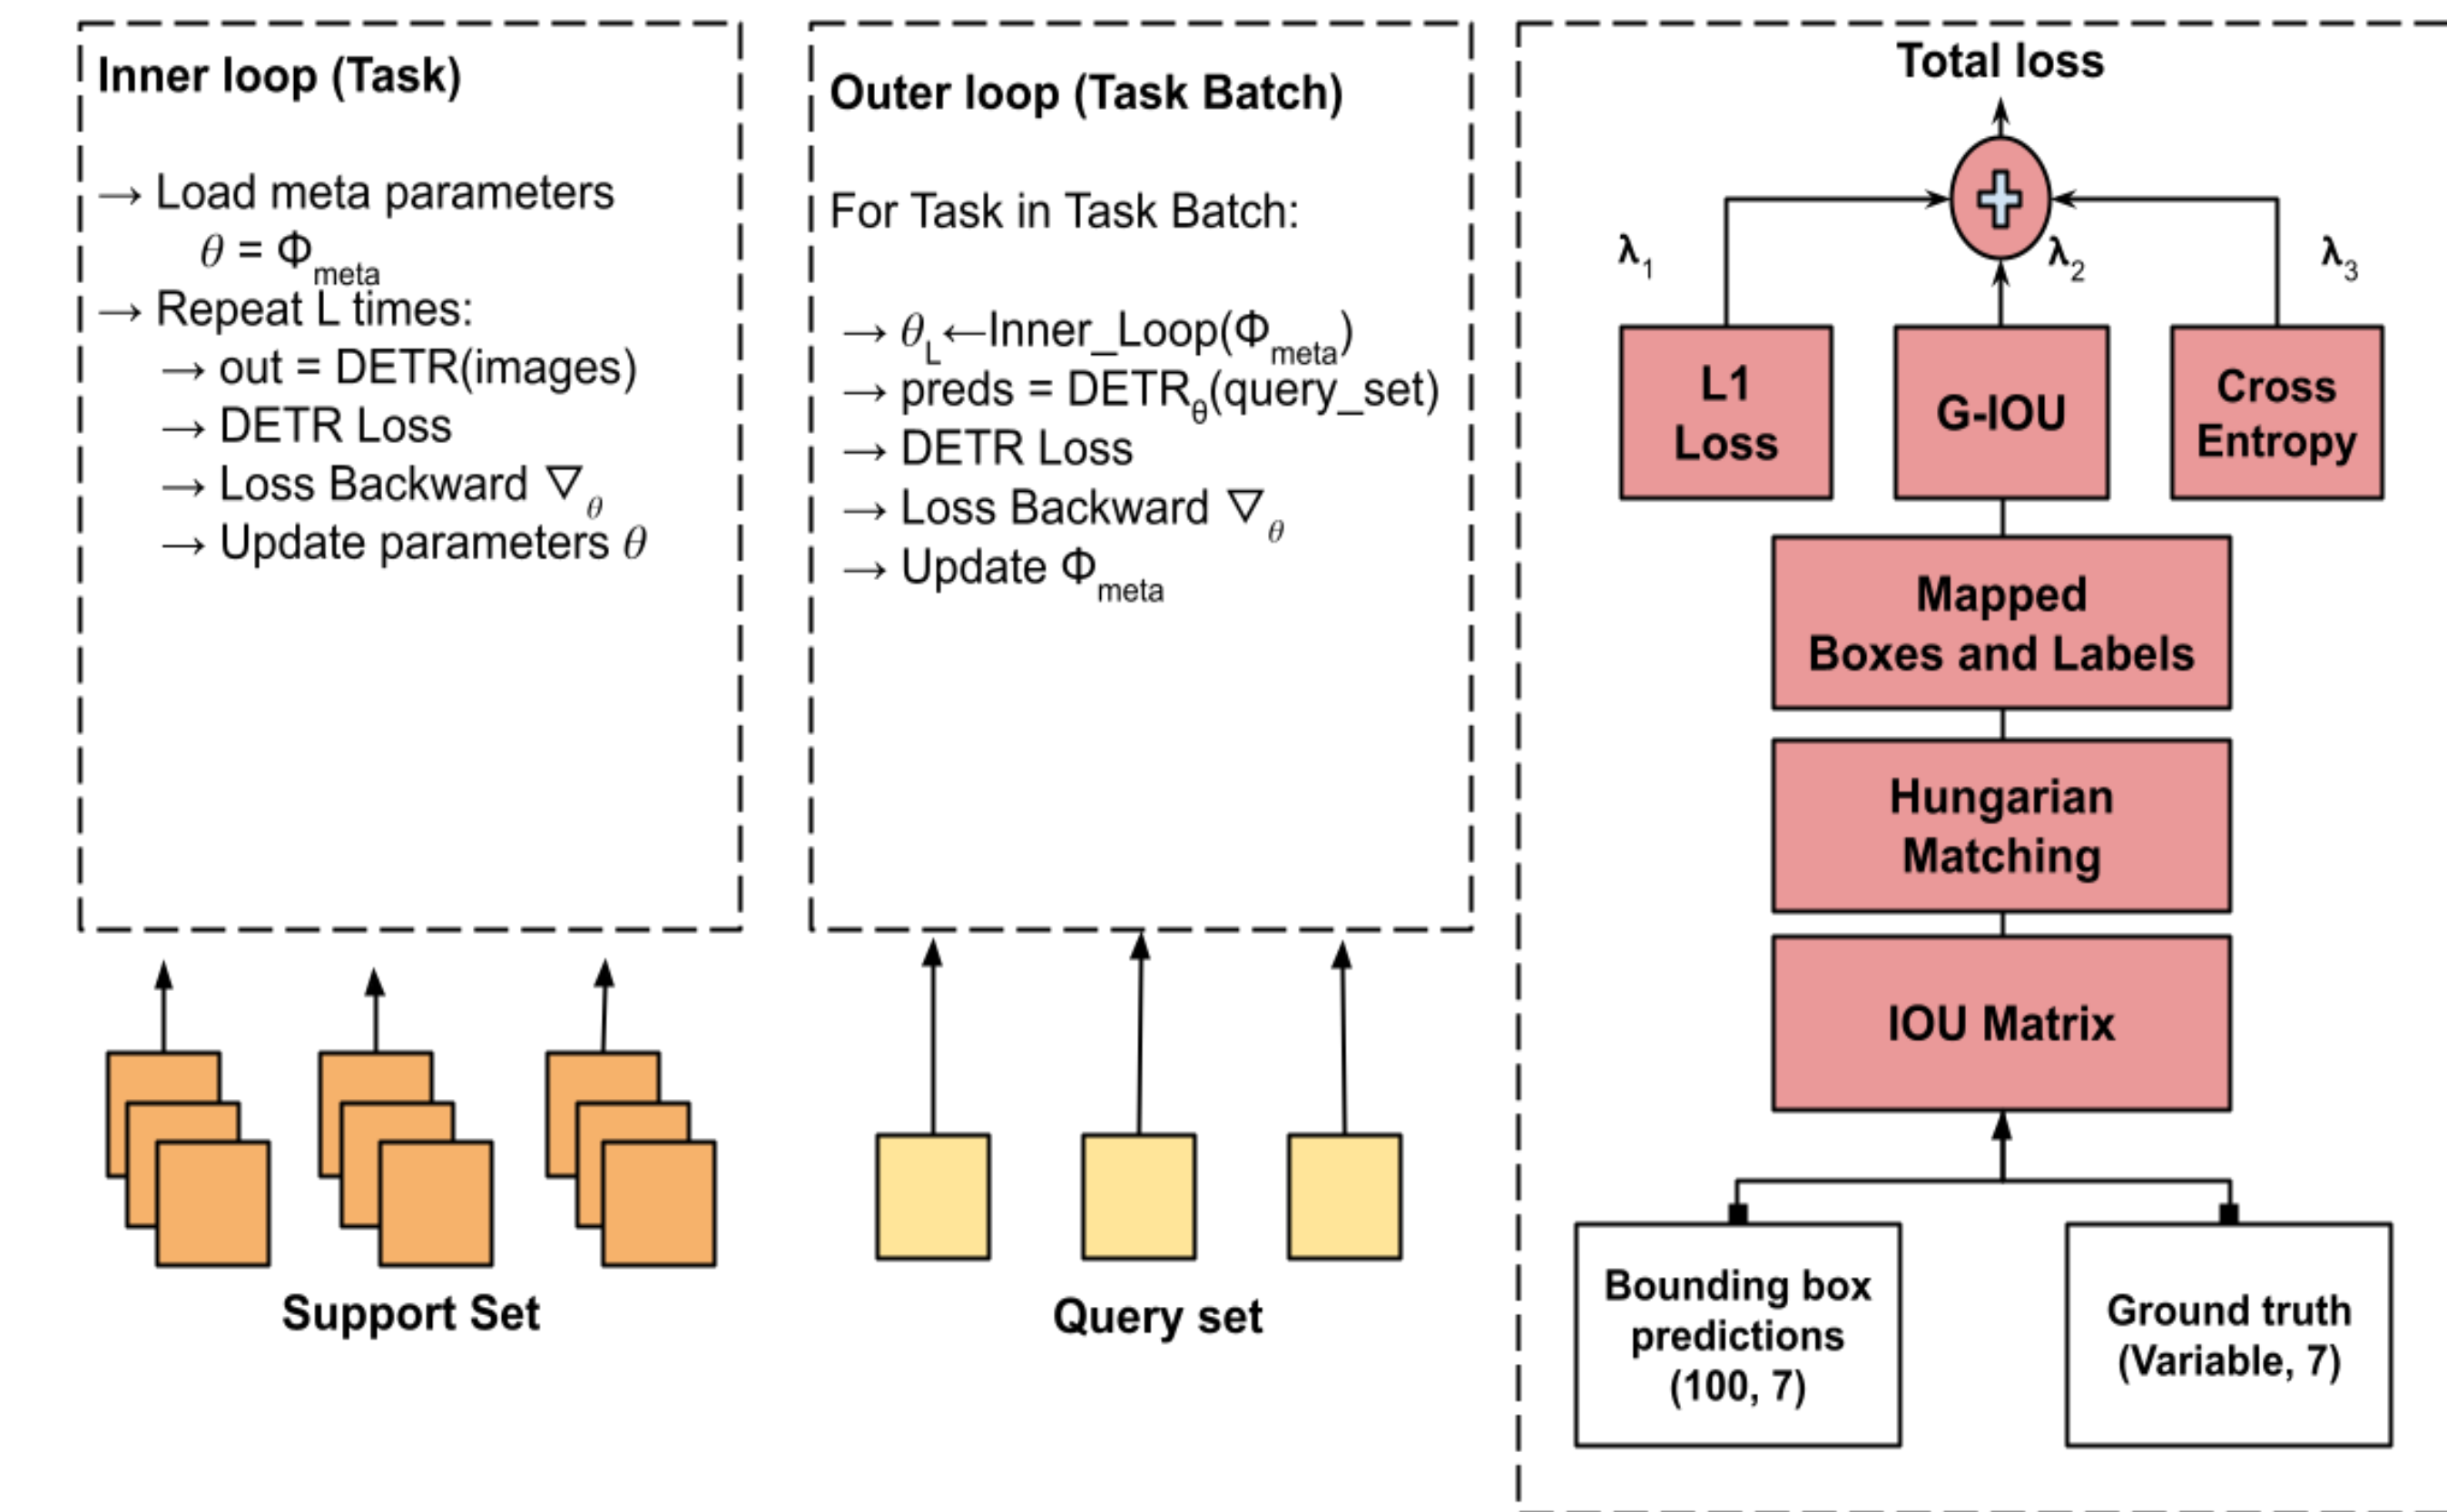 Inner loop (Task)
→ Load meta parameters
θ = Φmeta
→ Repeat L times:
→ out = DETR(images)
→ DETR Loss
→ Loss Backward ▽θ
→ Update parameters θ
Support Set
Outer loop (Task Batch)
For Task in Task Batch:
→ θL←Inner_Loop(Φmeta)
→ preds = DETRθ(query_set)
→ DETR Loss
→ Loss Backward ▽θ
→ Update Φmeta
Query set
Total loss
λ1
λ2
λ3
L1
Loss
G-IOU
Cross
Entropy
Mapped
Boxes and Labels
Hungarian
Matching
IOU Matrix
Bounding box
predictions
(100, 7)
Ground truth
(Variable, 7)